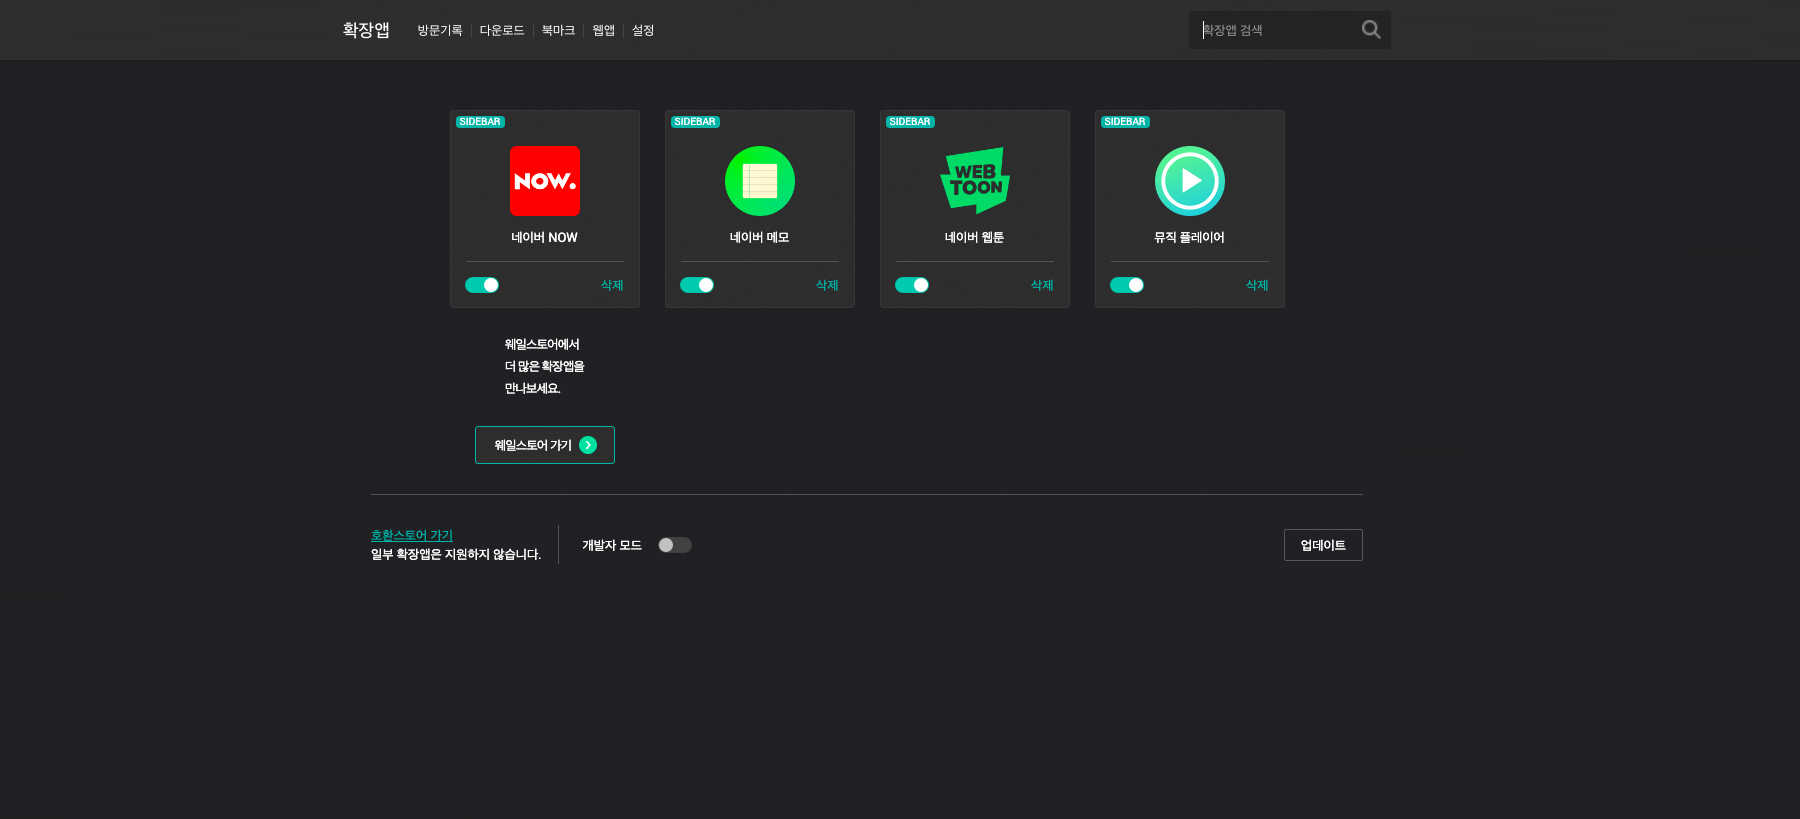 확장앱
방문기록
다운로드
북마크
웹앱
설정
확장앱 검색
SIDEBAR
SIDEBAR
SIDEBAR
SIDEBAR
NOW.
WEB
TOON
네이버 NOW
네이버 메모
네이버 웹툰
뮤직 플레이어
삭제
삭제
삭제
삭제
웨일스토어에서
더 많은 확장앱을
만나보세요.
웨일스토어 가기
호환스토어 가기
일부 확장앱은 지원하지 않습니다.
개발자 모드
업데이트